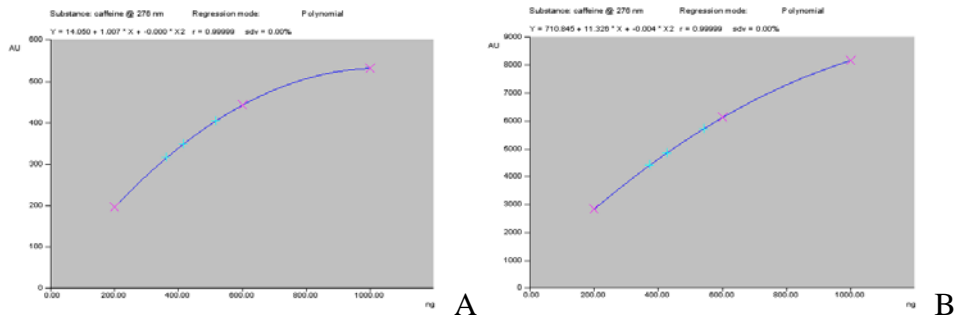 Substance: caffeine @ 276 nm Regression mode: Polynomial
Y = 14.050 + 1.007 * X + -0.000 * X2 r = 0.99999 sdv = 0.00%
AU
600
500
400
300
200
100
0
0.00 200.00 400.00 600.00 800.00 1000.00
ng
A
Substance: caffeine @ 276 nm Regression mode: Polynomial
Y = 710.845 + 11.326 * X + -0.004 * X2 r = 0.99999 sdv = 0.00%
AU
9000
8000
7000
6000
5000
4000
3000
2000
1000
0
0.00 200.00 400.00 600.00 800.00 1000.00
ng
B